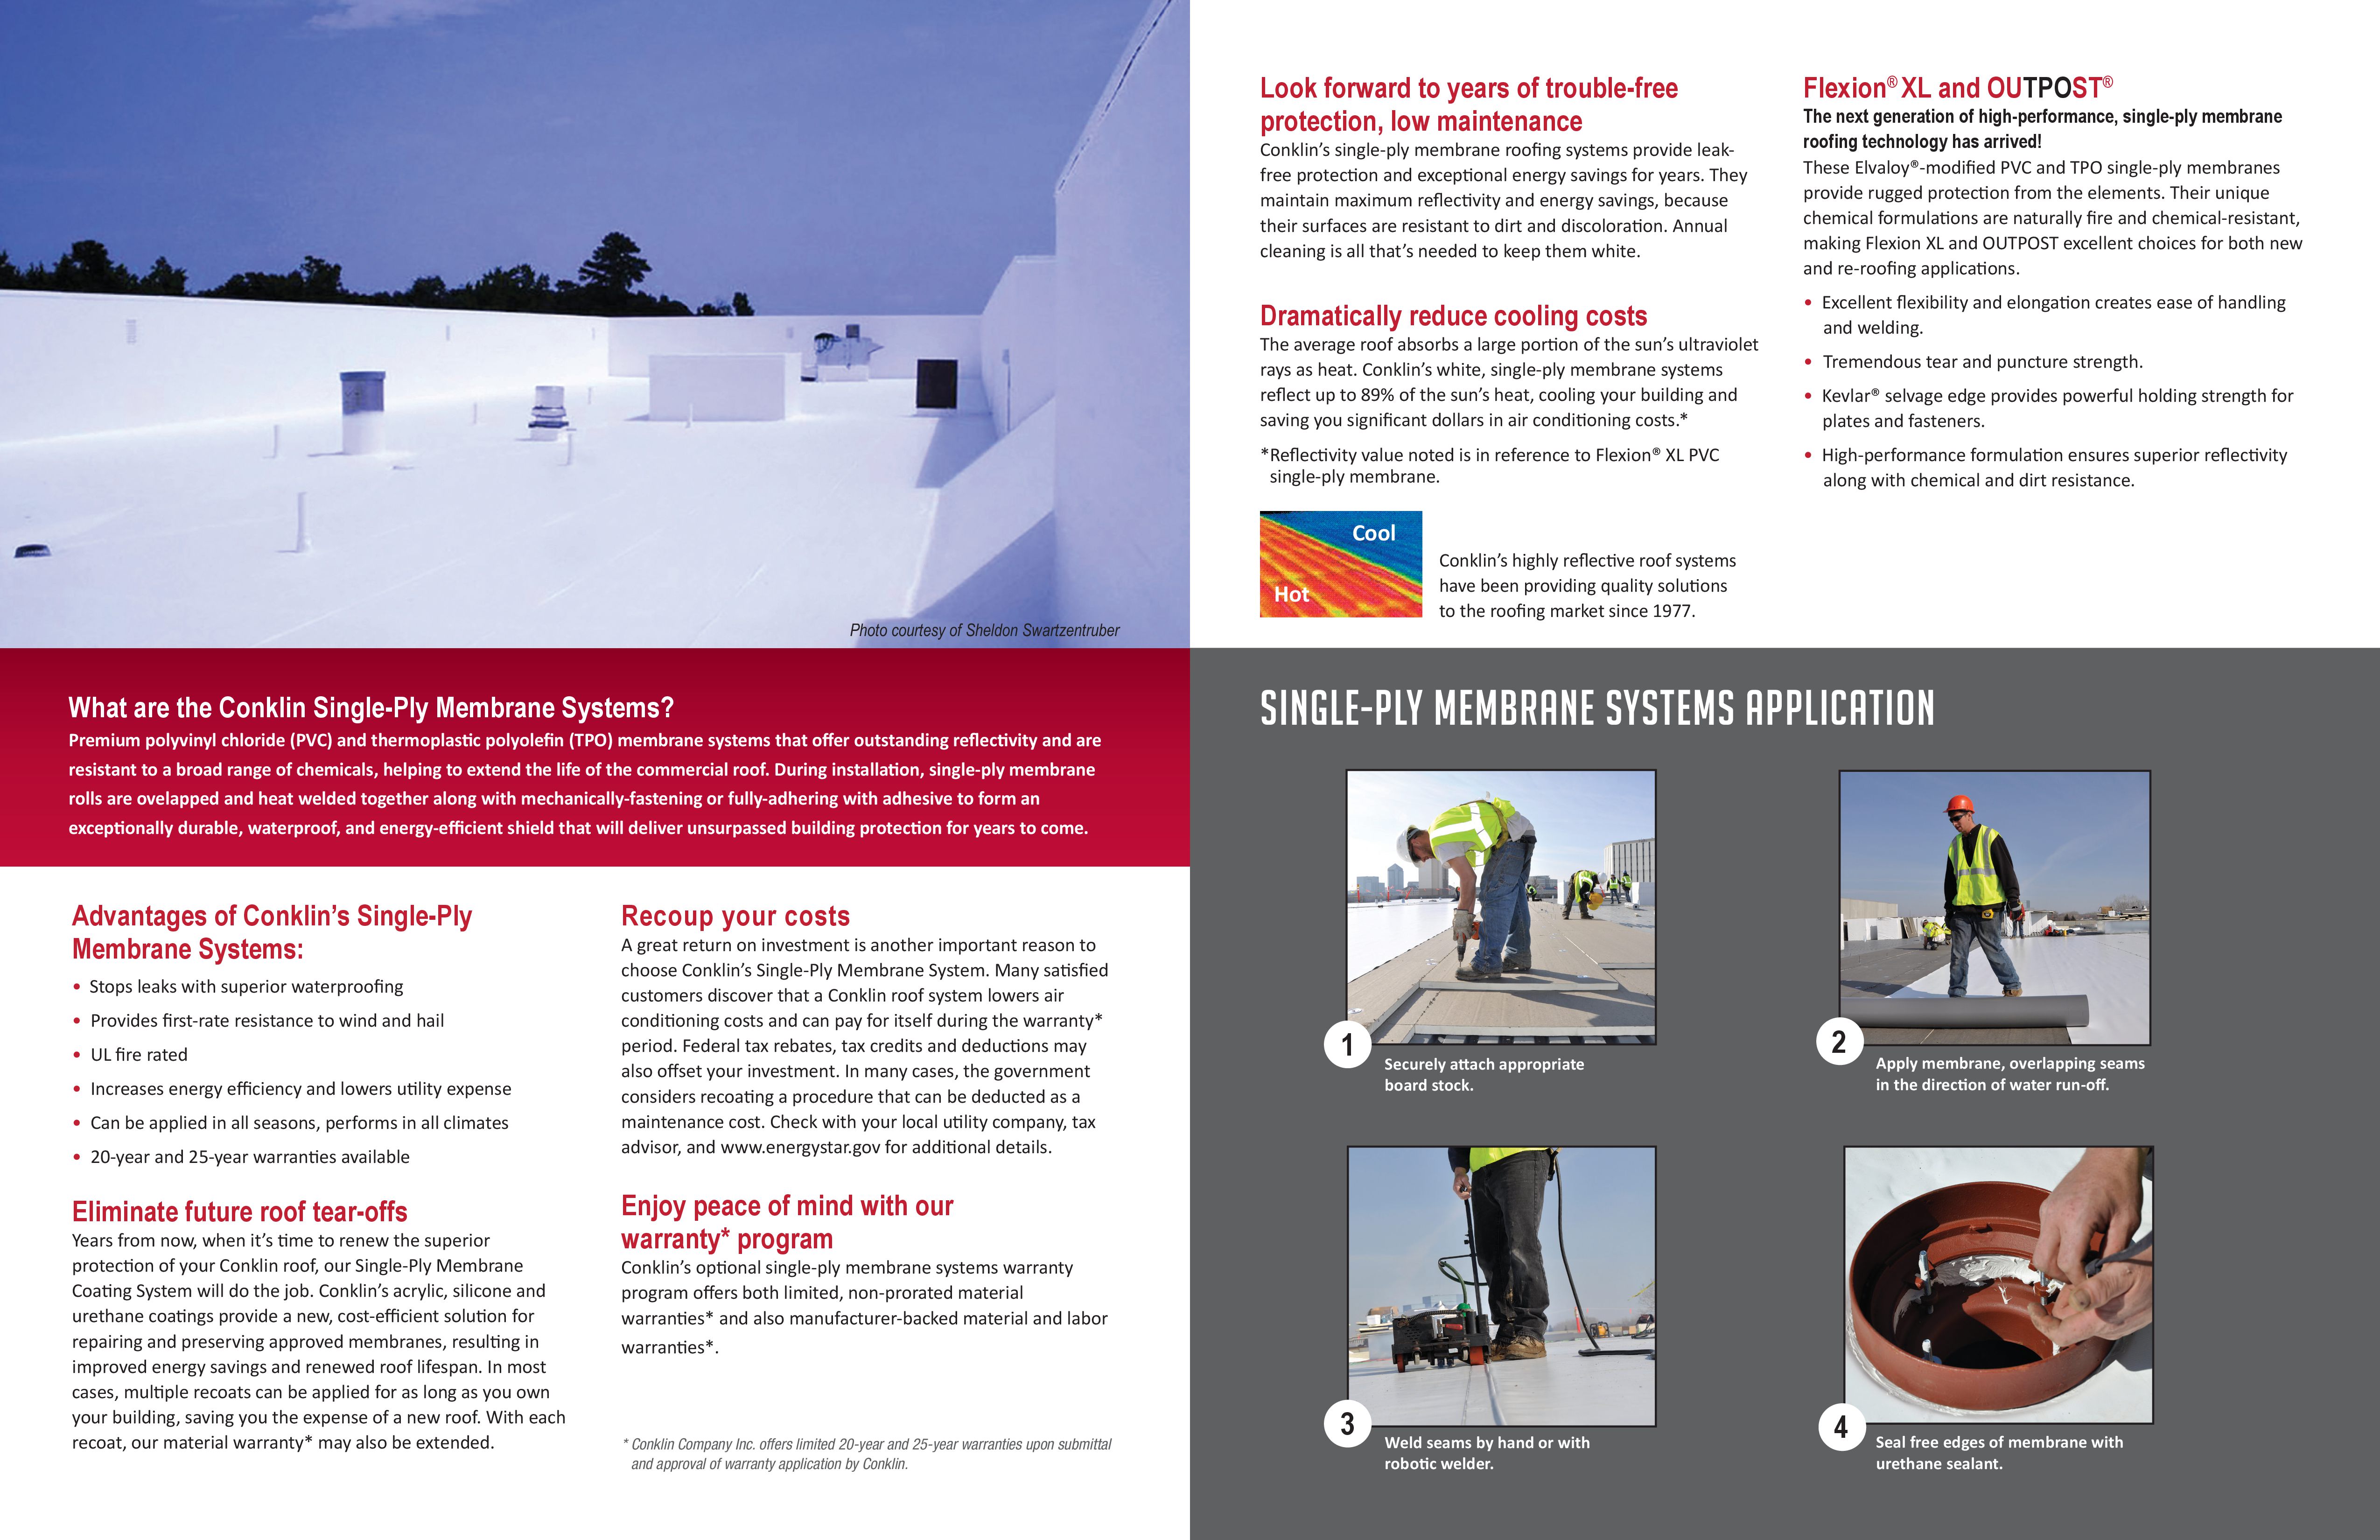 Photo courtesy of Sheldon Swartzentruber
What are the Conklin Single-Ply Membrane Systems?
Premium polyvinyl chloride (PVC) and thermoplastic polyolefin (TPO) membrane systems that offer outstanding reflectivity and are
resistant to a broad range of chemicals, helping to extend the life of the commercial roof. During installation, single-ply membrane
rolls are ovelapped and heat welded together along with mechanically-fastening or fully-adhering with adhesive to form an
exceptionally durable, waterproof, and energy-efficient shield that will deliver unsurpassed building protection for years to come.
Advantages of Conklin's Single-Ply
Membrane Systems:
• Stops leaks with superior waterproofing
• Provides first-rate resistance to wind and hail
• UL fire rated
• Increases energy efficiency and lowers utility expense
• Can be applied in all seasons, performs in all climates
• 20-year and 25-year warranties available
Eliminate future roof tear-offs
Years from now, when it's time to renew the superior
protection of your Conklin roof, our Single-Ply Membrane
Coating System will do the job. Conklin's acrylic, silicone and
urethane coatings provide a new, cost-efficient solution for
repairing and preserving approved membranes, resulting in
improved energy savings and renewed roof lifespan. In most
cases, multiple recoats can be applied for as long as you own
your building, saving you the expense of a new roof. With each
recoat, our material warranty* may also be extended.
Recoup your costs
A great return on investment is another important reason to
choose Conklin's Single-Ply Membrane System. Many satisfied
customers discover that a Conklin roof system lowers air
conditioning costs and can pay for itself during the warranty*
period. Federal tax rebates, tax credits and deductions may
also offset your investment. In many cases, the government
considers recoating a procedure that can be deducted as a
maintenance cost. Check with your local utility company, tax
advisor, and www.energystar.gov for additional details.
Enjoy peace of mind with our
warranty* program
Conklin's optional single-ply membrane systems warranty
program offers both limited, non-prorated material
warranties* and also manufacturer-backed material and labor
warranties*.
* Conklin Company Inc. offers limited 20-year and 25-year warranties upon submittal
and approval of warranty application by Conklin.
Look forward to years of trouble-free
protection, low maintenance
Conklin's single-ply membrane roofing systems provide leak-
free protection and exceptional energy savings for years. They
maintain maximum reflectivity and energy savings, because
their surfaces are resistant to dirt and discoloration. Annual
cleaning is all that's needed to keep them white.
Dramatically reduce cooling costs
The average roof absorbs a large portion of the sun's ultraviolet
rays as heat. Conklin's white, single-ply membrane systems
reflect up to 89% of the sun's heat, cooling your building and
saving you significant dollars in air conditioning costs.*
*Reflectivity value noted is in reference to Flexion® XL PVC
single-ply membrane.
Cool
Hot
Conklin's highly reflective roof systems
have been providing quality solutions
to the roofing market since 1977.
Flexion® XL and OUTPOST®
The next generation of high-performance, single-ply membrane
roofing technology has arrived!
These Elvaloy®-modified PVC and TPO single-ply membranes
provide rugged protection from the elements. Their unique
chemical formulations are naturally fire and chemical-resistant,
making Flexion XL and OUTPOST excellent choices for both new
and re-roofing applications.
• Excellent flexibility and elongation creates ease of handling
and welding.
• Tremendous tear and puncture strength.
• Kevlar® selvage edge provides powerful holding strength for
plates and fasteners.
• High-performance formulation ensures superior reflectivity
along with chemical and dirt resistance.
SINGLE-PLY MEMBRANE SYSTEMS APPLICATION
1
Securely attach appropriate
board stock.
2
Apply membrane, overlapping seams
in the direction of water run-off.
3
Weld seams by hand or with
robotic welder.
4
Seal free edges of membrane with
urethane sealant.